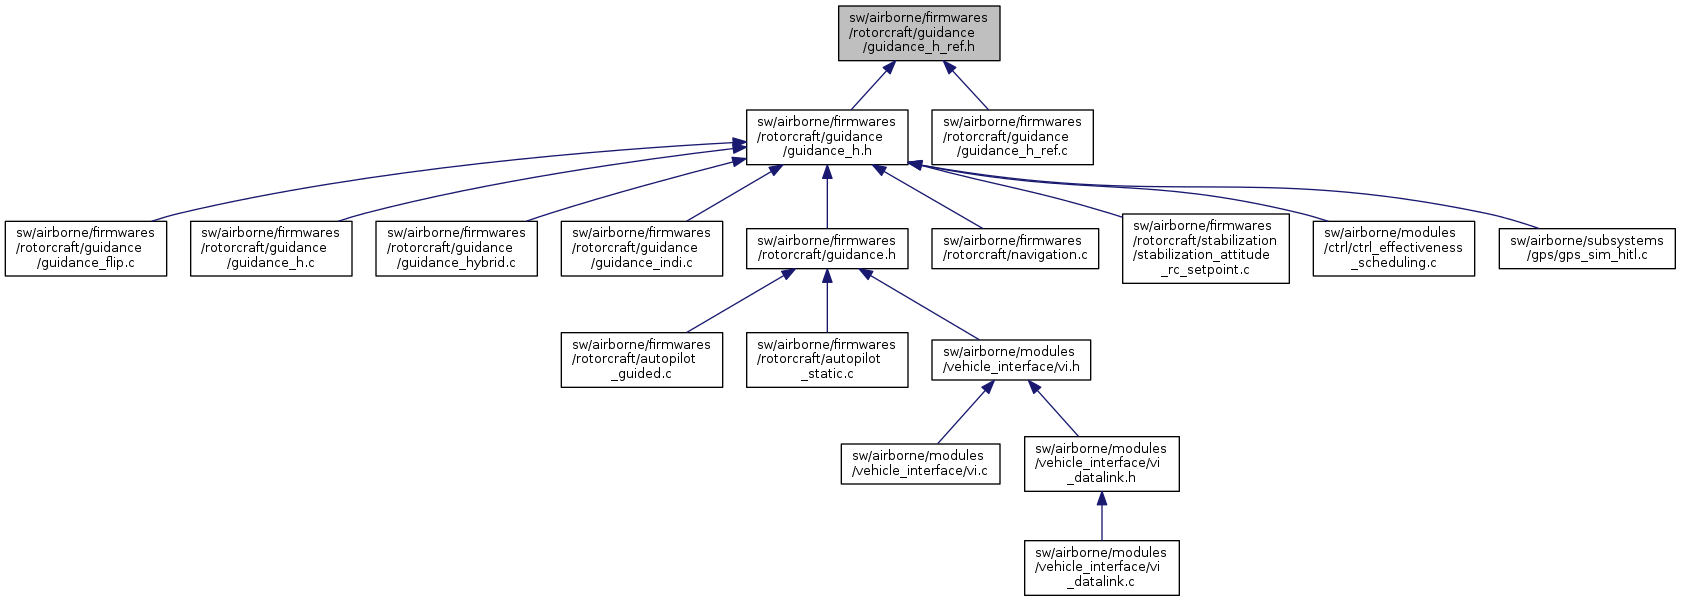 sw/airborne/firmwares
/rotorcraft/guidance
/guidance_h_ref.h
sw/airborne/firmwares
/rotorcraft/guidance
/guidance_h.h
sw/airborne/firmwares
/rotorcraft/guidance
/guidance_h_ref.c
sw/airborne/firmwares
/rotorcraft/guidance
/guidance_flip.c
sw/airborne/firmwares
/rotorcraft/guidance
/guidance_h.c
sw/airborne/firmwares
/rotorcraft/guidance
/guidance_hybrid.c
sw/airborne/firmwares
/rotorcraft/guidance
/guidance_indi.c
sw/airborne/firmwares
/rotorcraft/guidance.h
sw/airborne/firmwares
/rotorcraft/navigation.c
sw/airborne/firmwares
/rotorcraft/stabilization
/stabilization_attitude
_rc_setpoint.c
sw/airborne/modules
/ctrl/ctrl_effectiveness
_scheduling.c
sw/airborne/subsystems
/gps/gps_sim_hitl.c
sw/airborne/firmwares
/rotorcraft/autopilot
_guided.c
sw/airborne/firmwares
/rotorcraft/autopilot
_static.c
sw/airborne/modules
/vehicle_interface/vi.h
sw/airborne/modules
/vehicle_interface/vi.c
sw/airborne/modules
/vehicle_interface/vi
_datalink.h
sw/airborne/modules
/vehicle_interface/vi
_datalink.c